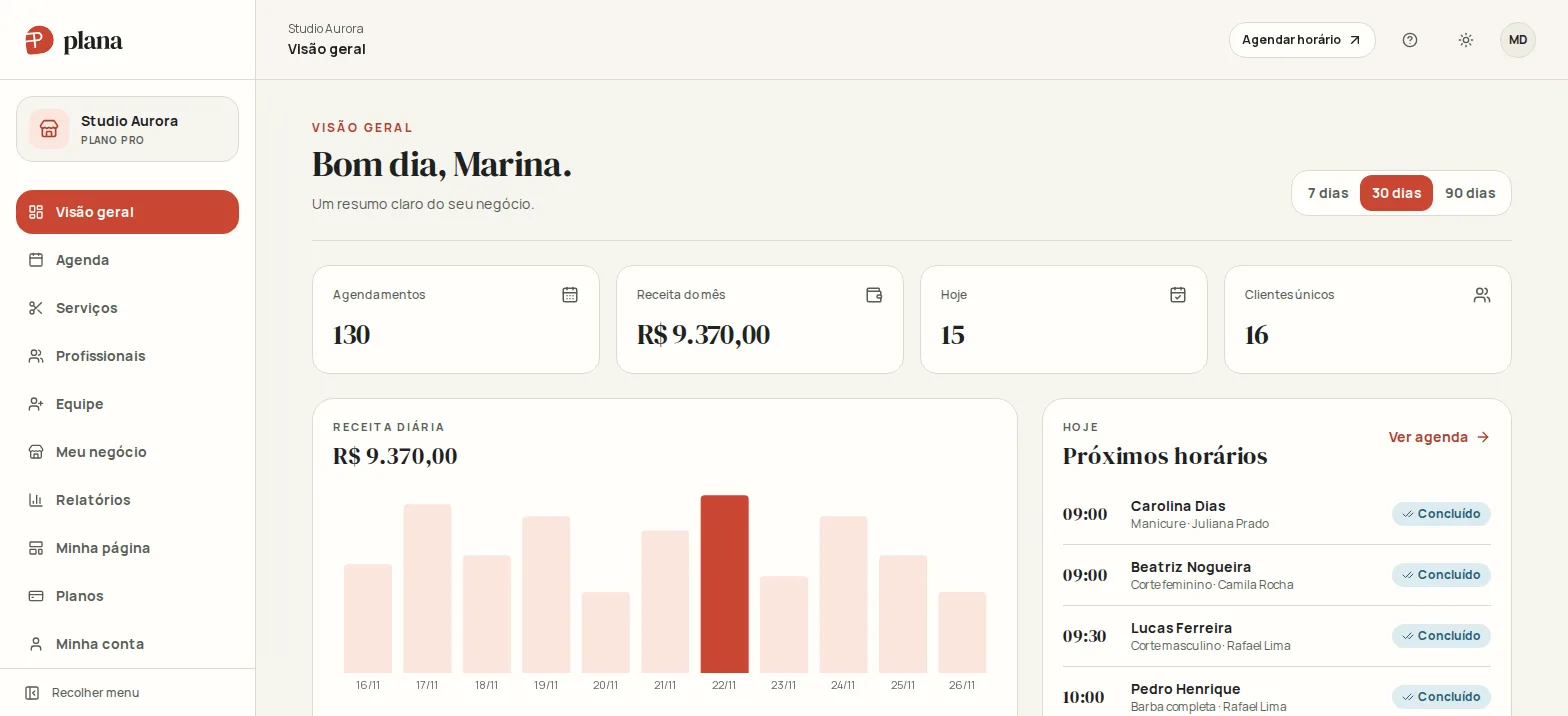 plana
Studio Aurora
Visão geral
Agendar horário
MD
Studio Aurora
PLANO PRO
Visão geral
Agenda
Serviços
Profissionais
Equipe
Meu negócio
Relatórios
Minha página
Planos
Minha conta
Recolher menu
VISÃO GERAL
Bom dia, Marina.
Um resumo claro do seu negócio.
7 dias
30 dias
90 dias
Agendamentos
130
Receita do mês
R$ 9.370,00
Hoje
15
Clientes únicos
16
RECEITA DIÁRIA
R$ 9.370,00
16/11 17/11 18/11 19/11 20/11 21/11 22/11 23/11 24/11 25/11 26/11
HOJE
Próximos horários
Ver agenda
09:00 Carolina Dias Concluído
Manicure · Juliana Prado
09:00 Beatriz Nogueira Concluído
Corte feminino · Camila Rocha
09:30 Lucas Ferreira Concluído
Corte masculino · Rafael Lima
10:00 Pedro Henrique Concluído
Barba completa · Rafael Lima